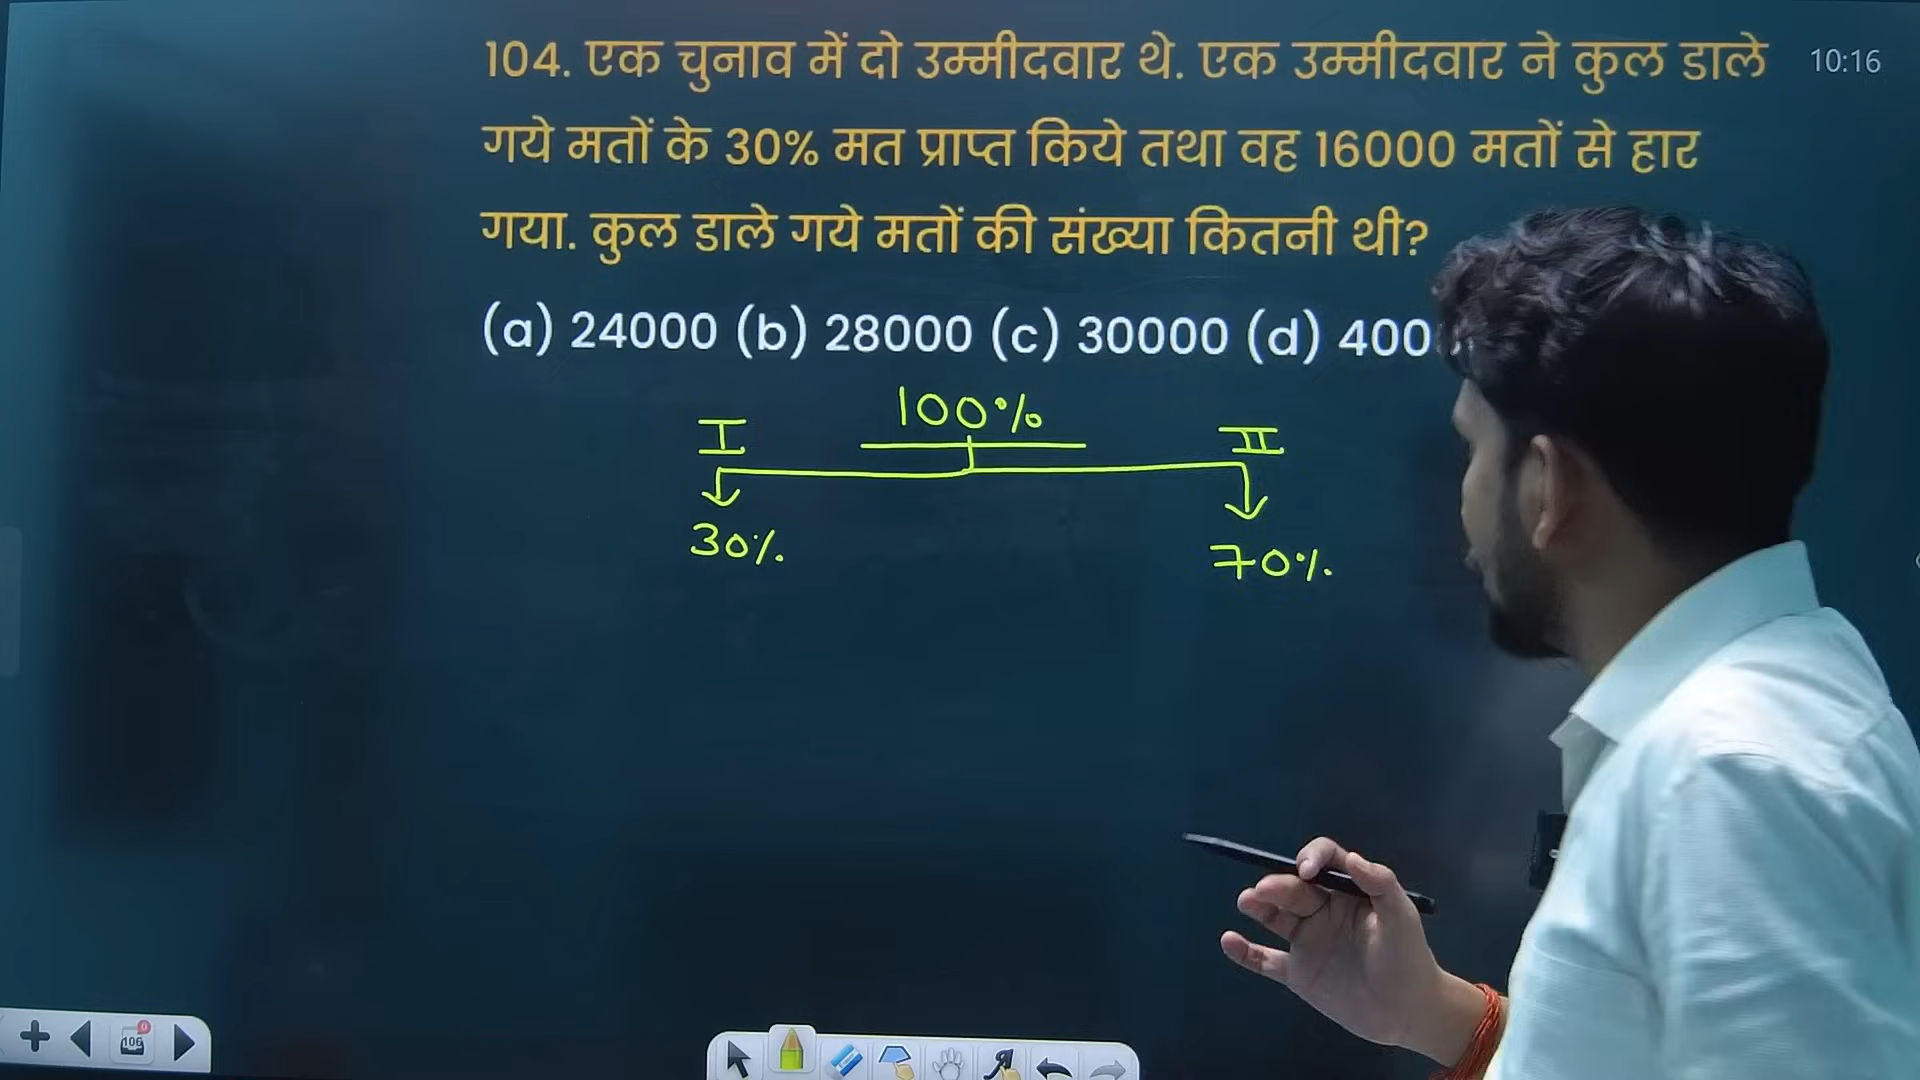 104. एक चुनाव में दो उम्मीदवार थे. एक उम्मीदवार ने कुल डाले
10:16
गये मतों के 30% मत प्राप्त किये तथा वह 16000 मतों से हार
गया. कुल डाले गये मतों की संख्या कितनी थी?
(a) 24000 (b) 28000 (c) 30000 (d)
100%
I II
30% 70%
106
0